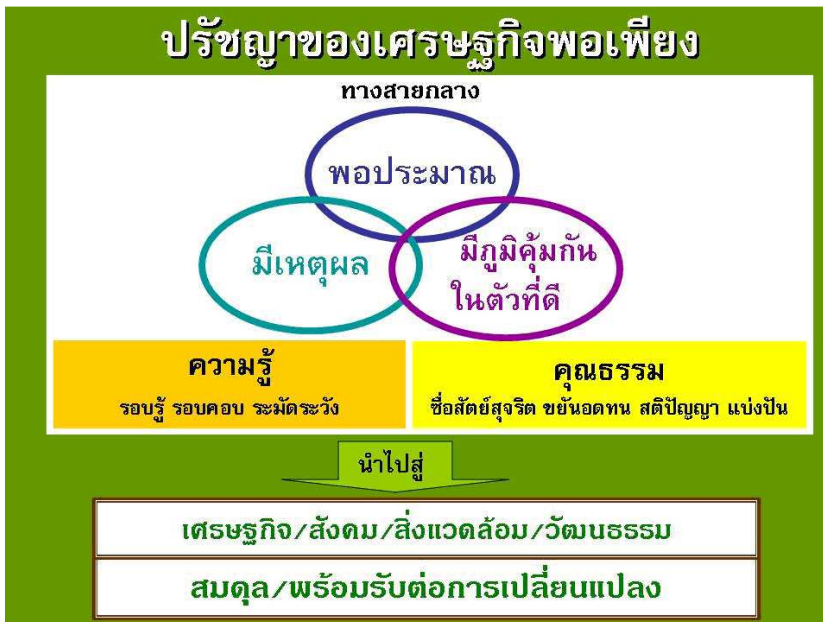 ปรัชญาของเศรษฐกิจพอเพียง
ทางสายกลาง
พอประมาณ
มีเหตุผล
มีภูมิคุ้มกัน
ในตัวที่ดี
ความรู้
รอบรู้ รอบคอบ ระมัดระวัง
คุณธรรม
ซื่อสัตย์สุจริต ขยันอดทน สติปัญญา แบ่งปัน
นำไปสู่
เศรษฐกิจ/สังคม/สิ่งแวดล้อม/วัฒนธรรม
สมดุล/พร้อมรับต่อการเปลี่ยนแปลง